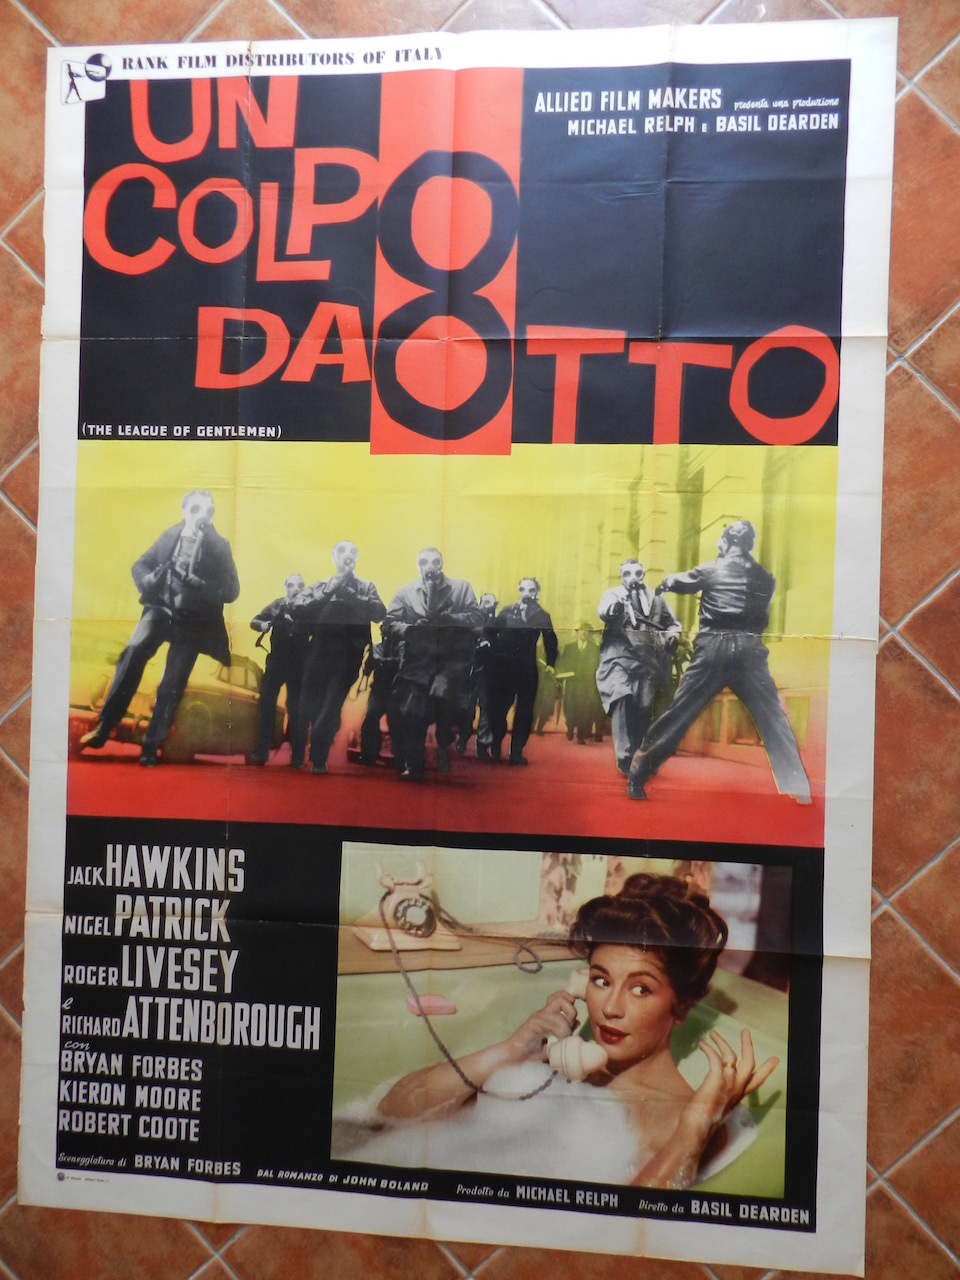 RANK FILM DISTRIBUTORS OF ITALY
ALLIED FILM MAKERS presenta una produzione
MICHAEL RELPH E BASIL DEARDEN
UN
COLPO
DA 8 OTTO
(THE LEAGUE OF GENTLEMEN)
JACK HAWKINS
NIGEL PATRICK
ROGER LIVESEY
e
RICHARD ATTENBOROUGH
con
BRYAN FORBES
KIERON MOORE
ROBERT COOTE
Sceneggiatura di BRYAN FORBES DAL ROMANZO DI JOHN BOLAND Prodotto da MICHAEL RELPH Diretto da BASIL DEARDEN